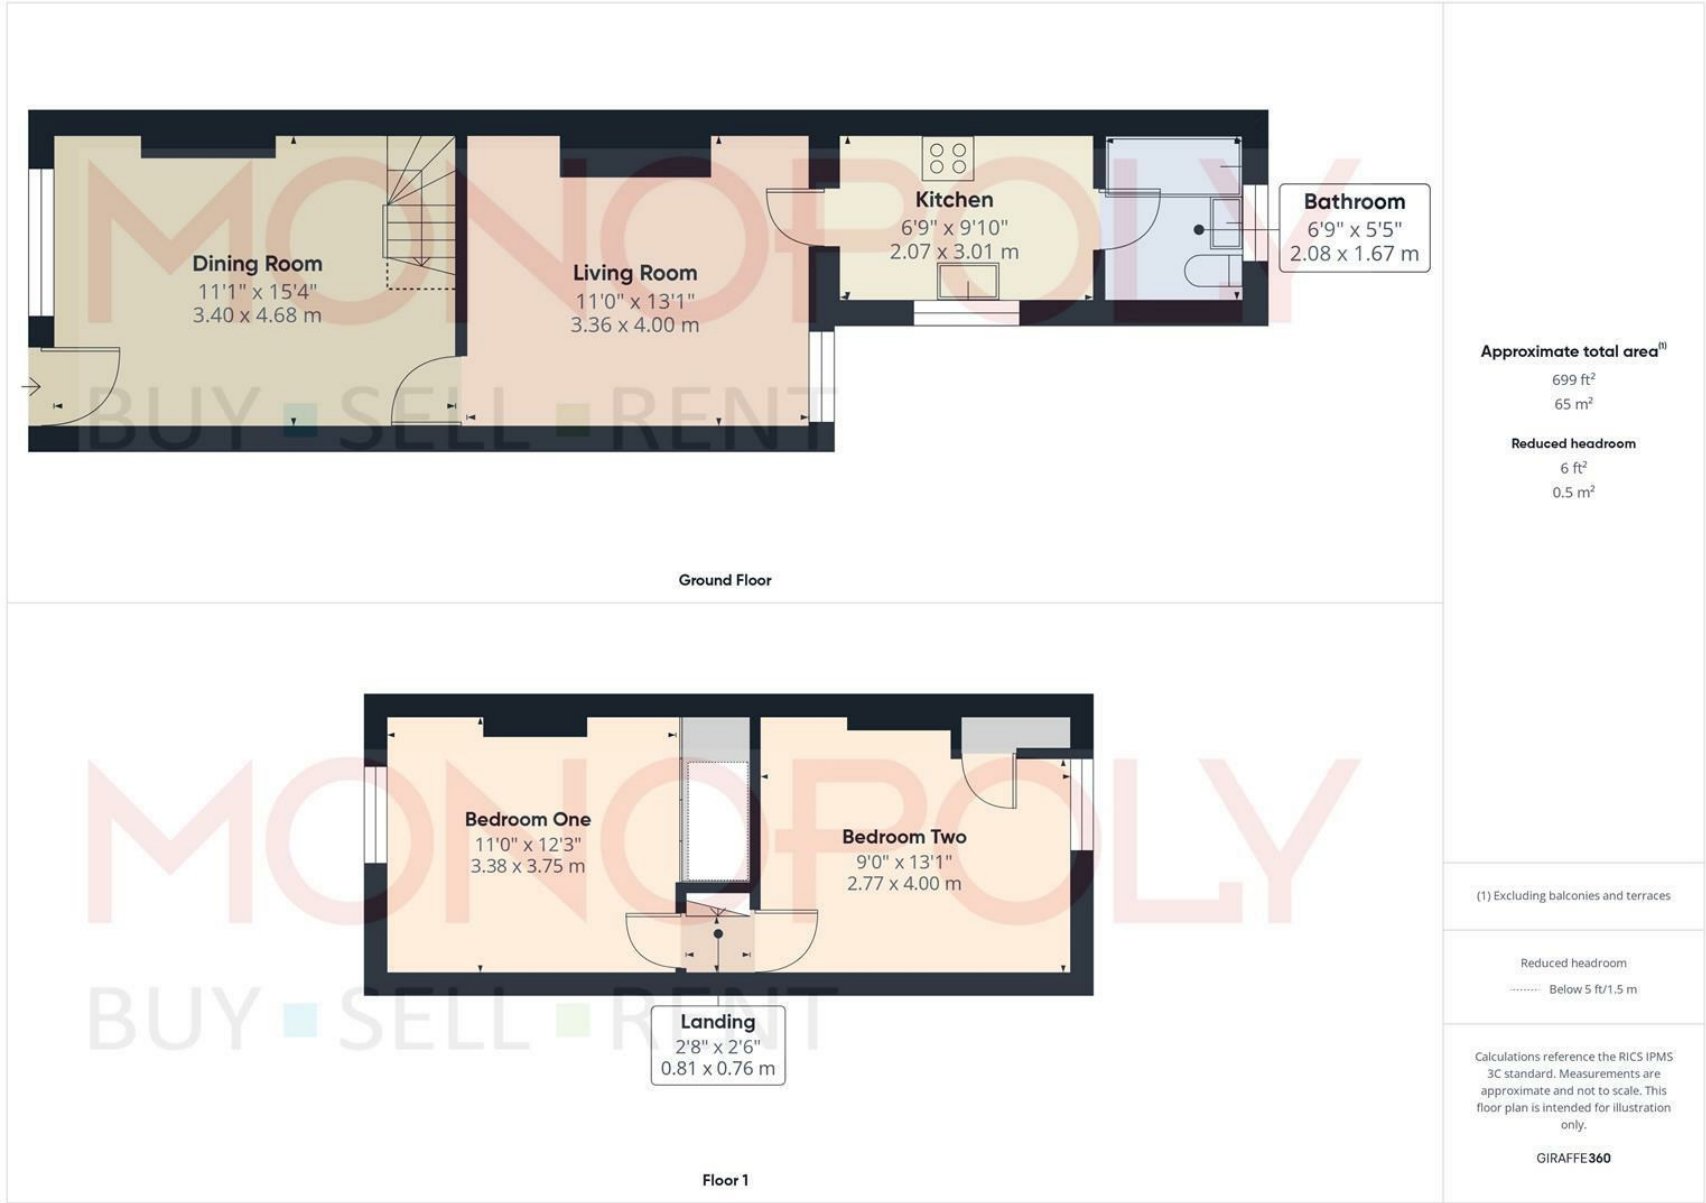 MONOPOLY
BUY SELL RENT
Dining Room
11'1" x 15'4"
3.40 x 4.68 m
Living Room
11'0" x 13'1"
3.36 x 4.00 m
Kitchen
6'9" x 9'10"
2.07 x 3.01 m
Bathroom
6'9" x 5'5"
2.08 x 1.67 m
Ground Floor
MONOPOLY
BUY SELL RENT
Bedroom One
11'0" x 12'3"
3.38 x 3.75 m
Bedroom Two
9'0" x 13'1"
2.77 x 4.00 m
Landing
2'8" x 2'6"
0.81 x 0.76 m
Floor 1
Approximate total area(1)
699 ft²
65 m²
Reduced headroom
6 ft²
0.5 m²
(1) Excluding balconies and terraces
Reduced headroom
Below 5 ft/1.5 m
Calculations reference the RICS IPMS
3C standard. Measurements are
approximate and not to scale. This
floor plan is intended for illustration
only.
GIRAFFE360